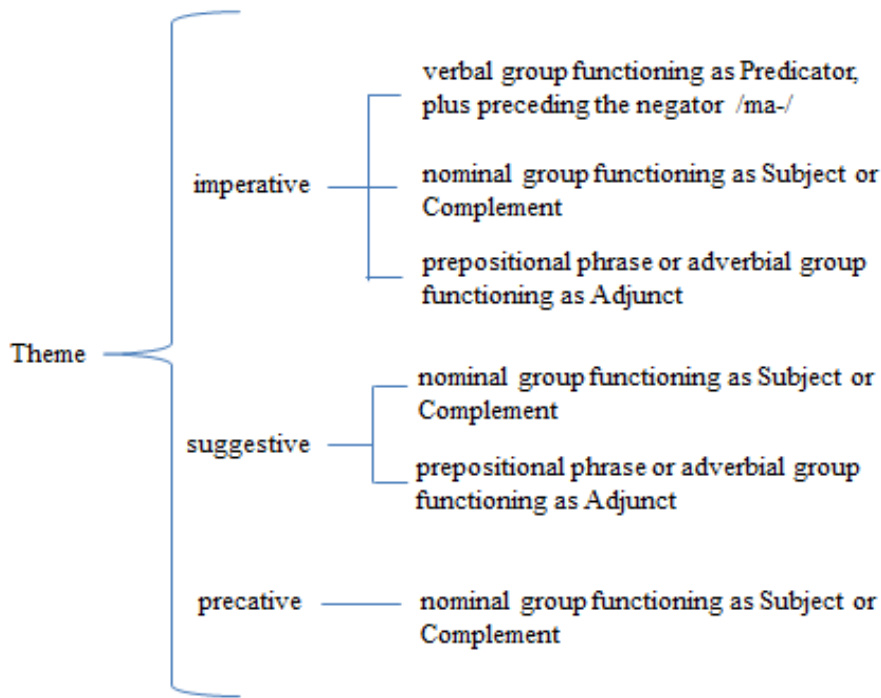 verbal group functioning as Predicator,
plus preceding the negator /ma-/
imperative
nominal group functioning as Subject or
Complement
prepositional phrase or adverbial group
functioning as Adjunct
Theme
nominal group functioning as Subject or
Complement
suggestive
prepositional phrase or adverbial group
functioning as Adjunct
precative
nominal group functioning as Subject or
Complement